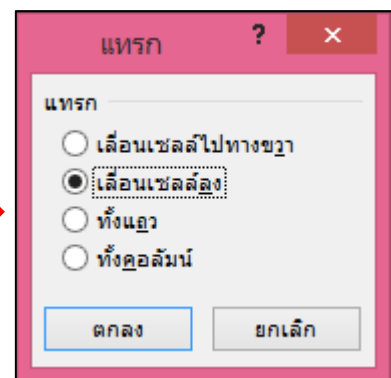 แทรก ? ×
แทรก
เลื่อนเซลล์ไปทางขวา
เลื่อนเซลล์ลง
ทั้งแถว
ทั้งคอลัมน์
ตกลง ยกเลิก